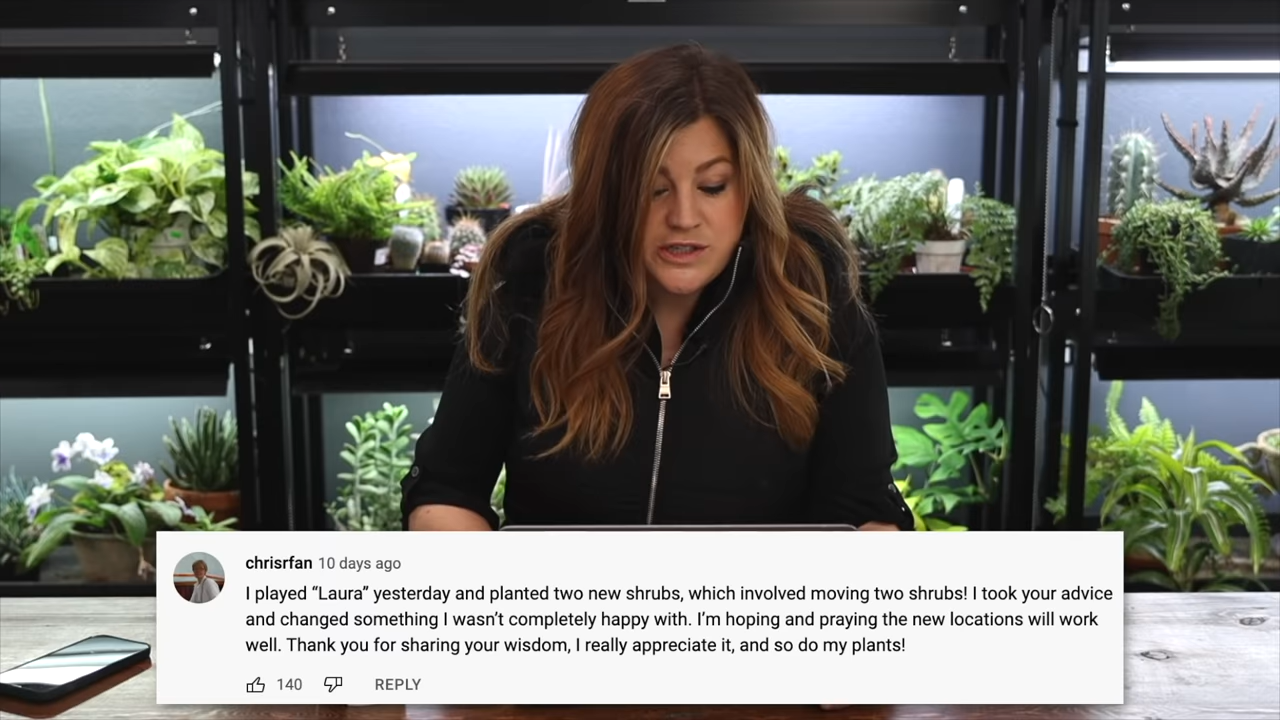 chrisrfan 10 days ago
I played “Laura” yesterday and planted two new shrubs, which involved moving two shrubs! I took your advice
and changed something I wasn’t completely happy with. I’m hoping and praying the new locations will work
well. Thank you for sharing your wisdom, I really appreciate it, and so do my plants!
140 REPLY